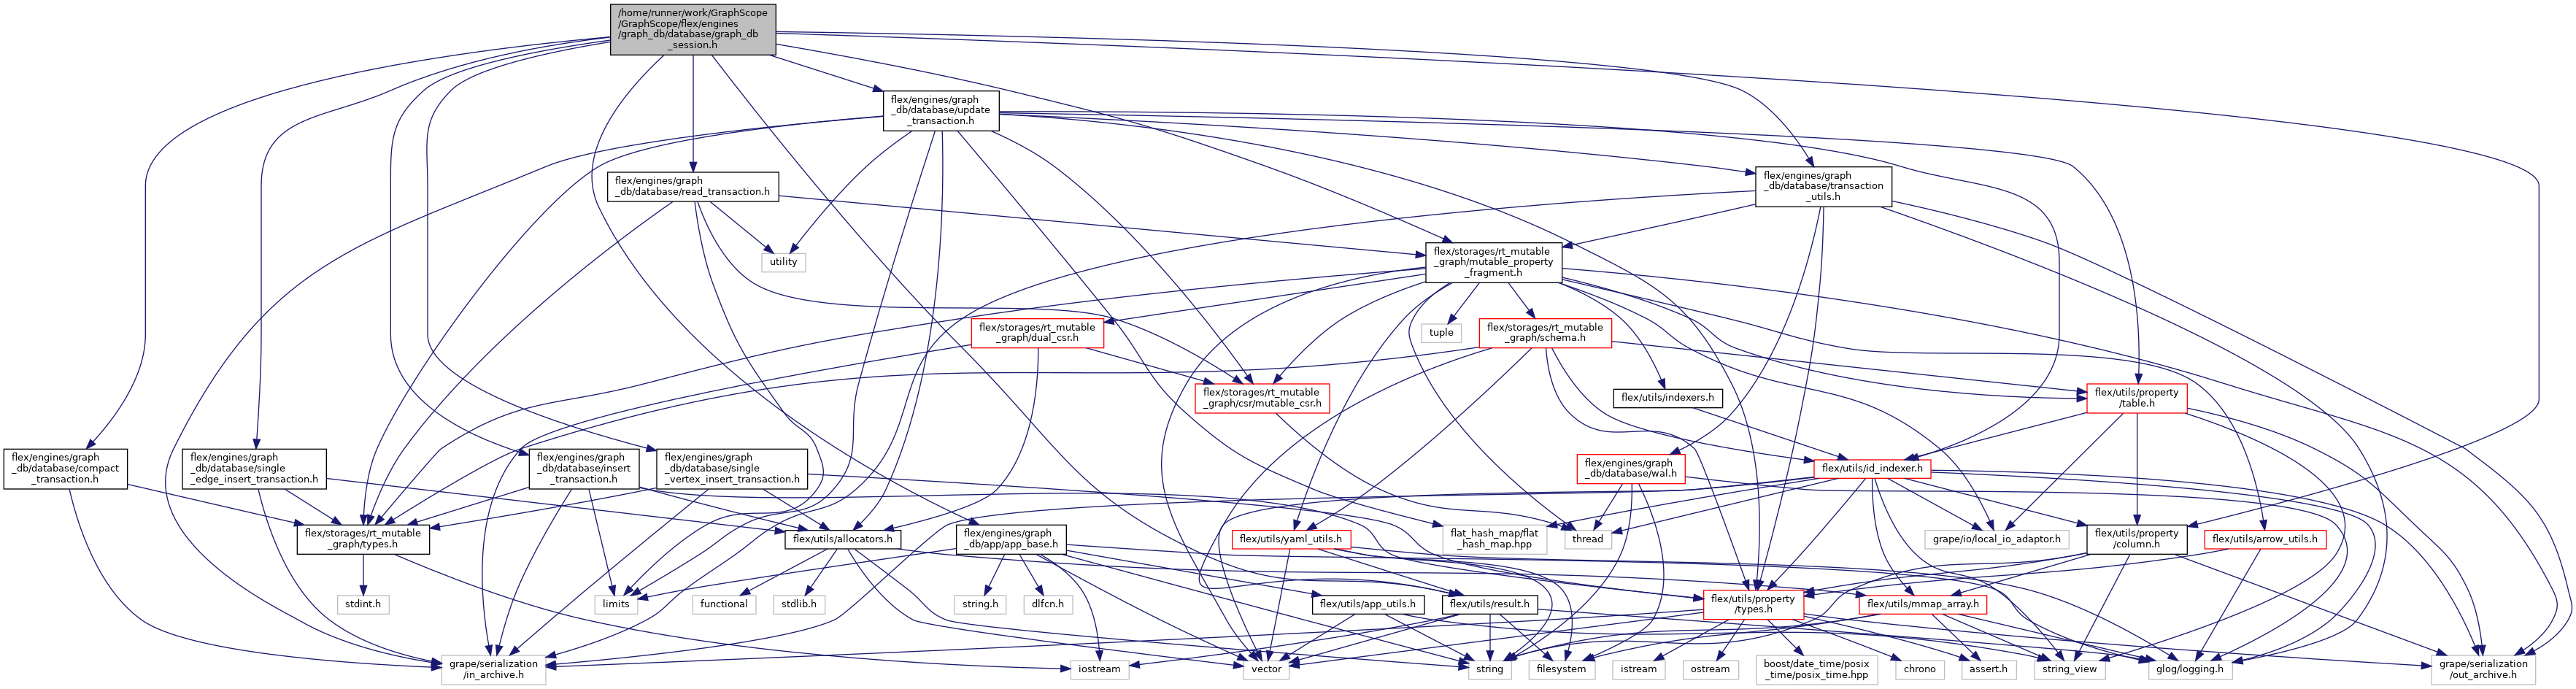 /home/runner/work/GraphScope
/GraphScope/flex/engines
/graph_db/database/graph_db
_session.h
flex/engines/graph
_db/database/update
_transaction.h
flex/engines/graph
_db/database/read_transaction.h
flex/engines/graph
_db/database/transaction
_utils.h
utility
flex/storages/rt_mutable
_graph/mutable_property
_fragment.h
flex/storages/rt_mutable
_graph/dual_csr.h
tuple
flex/storages/rt_mutable
_graph/schema.h
flex/storages/rt_mutable
_graph/csr/mutable_csr.h
flex/utils/indexers.h
flex/utils/property
/table.h
flex/engines/graph
_db/database/compact
_transaction.h
flex/engines/graph
_db/database/single
_edge_insert_transaction.h
flex/engines/graph
_db/database/insert
_transaction.h
flex/engines/graph
_db/database/single
_vertex_insert_transaction.h
flex/engines/graph
_db/database/wal.h
flex/utils/id_indexer.h
flex/storages/rt_mutable
_graph/types.h
flex/utils/allocators.h
flex/engines/graph
_db/app/app_base.h
flex/utils/yaml_utils.h
flat_hash_map/flat
_hash_map.hpp
thread
grape/io/local_io_adaptor.h
flex/utils/property
/column.h
flex/utils/arrow_utils.h
stdint.h
limits
functional
stdlib.h
string.h
dlfcn.h
flex/utils/app_utils.h
flex/utils/result.h
flex/utils/property
/types.h
flex/utils/mmap_array.h
grape/serialization
/in_archive.h
iostream
vector
string
filesystem
istream
ostream
boost/date_time/posix
_time/posix_time.hpp
chrono
assert.h
string_view
glog/logging.h
grape/serialization
/out_archive.h